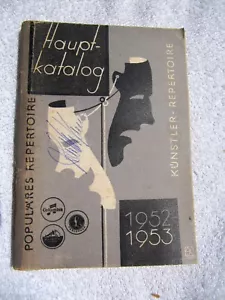 Haupt-
katalog
POPULÄRES REPERTOIRE
KÜNSTLER-REPERTOIRE
1952
1953